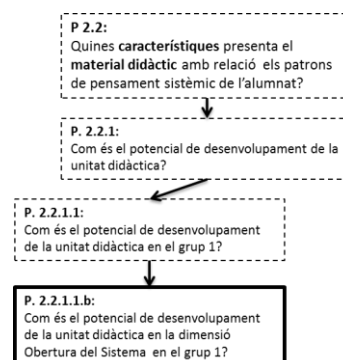 P 2.2:
Quines característiques presenta el
material didàctic amb relació els patrons
de pensament sistèmic de l'alumnat?
P. 2.2.1:
Com és el potencial de desenvolupament de la
unitat didàctica?
P. 2.2.1.1:
Com és el potencial de desenvolupament
de la unitat didàctica en el grup 1?
P. 2.2.1.1.b:
Com és el potencial de desenvolupament
de la unitat didàctica en la dimensió
Obertura del Sistema en el grup 1?